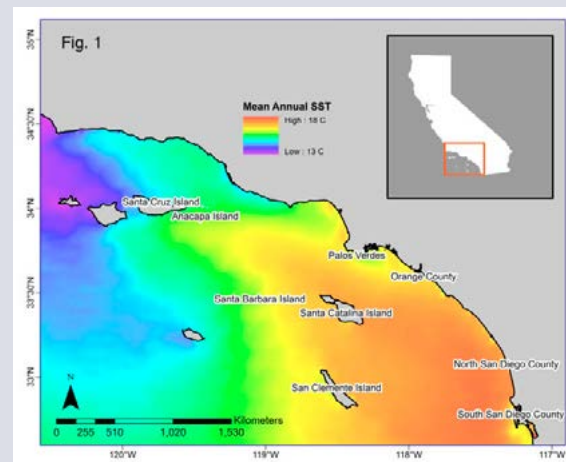 Fig. 1
Mean Annual SST
High : 18 C
Low : 13 C
35°N
34°30'N
34°N
33°30'N
33°N
Santa Cruz Island
Anacapa Island
Palos Verdes
Orange County
Santa Barbara Island
Santa Catalina Island
North San Diego County
San Clemente Island
South San Diego County
N
Kilometers
0 255 510 1,020 1,530
120°W 119°W 118°W 117°W